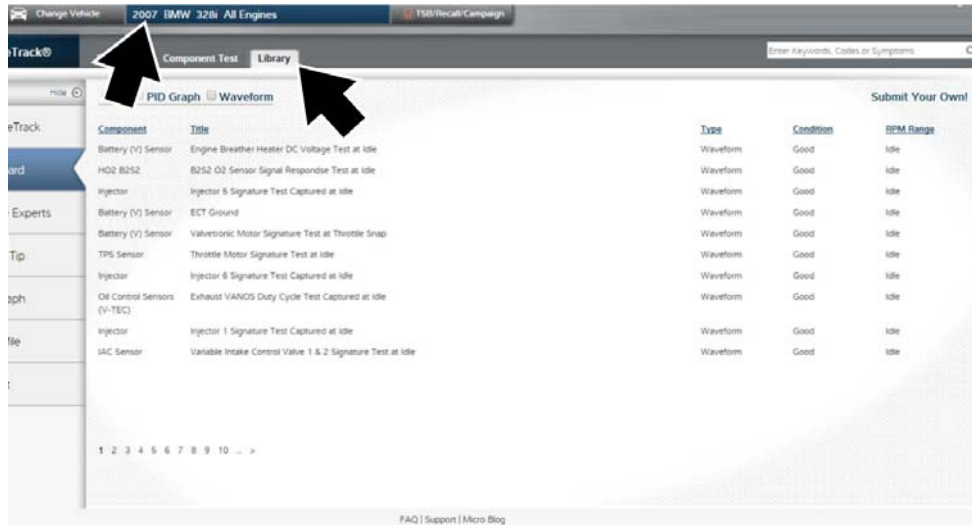 Change Vehicle
2007 BMW 328i All Engines
TSB/Recall/Campaign
eTrack®
Component Test
Library
Enter Keywords, Codes or Symptoms
Hide
PID Graph Waveform
Submit Your Own!
eTrack
ard
Experts
Tip
aph
file
Component Title Type Condition RPM Range
Battery (V) Sensor Engine Breather Heater DC Voltage Test at Idle Waveform Good Idle
HO2 B2S2 B2S2 O2 Sensor Signal Respondse Test at Idle Waveform Good Idle
Injector Injector 5 Signature Test Captured at Idle Waveform Good Idle
Battery (V) Sensor ECT Ground Waveform Good Idle
Battery (V) Sensor Valvetronic Motor Signature Test at Throttle Snap Waveform Good Idle
TPS Sensor Throttle Motor Signature Test at Idle Waveform Good Idle
Injector Injector 6 Signature Test Captured at Idle Waveform Good Idle
Oil Control Sensors Exhaust VANOS Duty Cycle Test Captured at Idle Waveform Good Idle
(V-TEC)
Injector Injector 1 Signature Test Captured at Idle Waveform Good Idle
IAC Sensor Variable Intake Control Valve 1 & 2 Signature Test at Idle Waveform Good Idle
1 2 3 4 5 6 7 8 9 10 ... >
FAQ | Support | Micro Blog